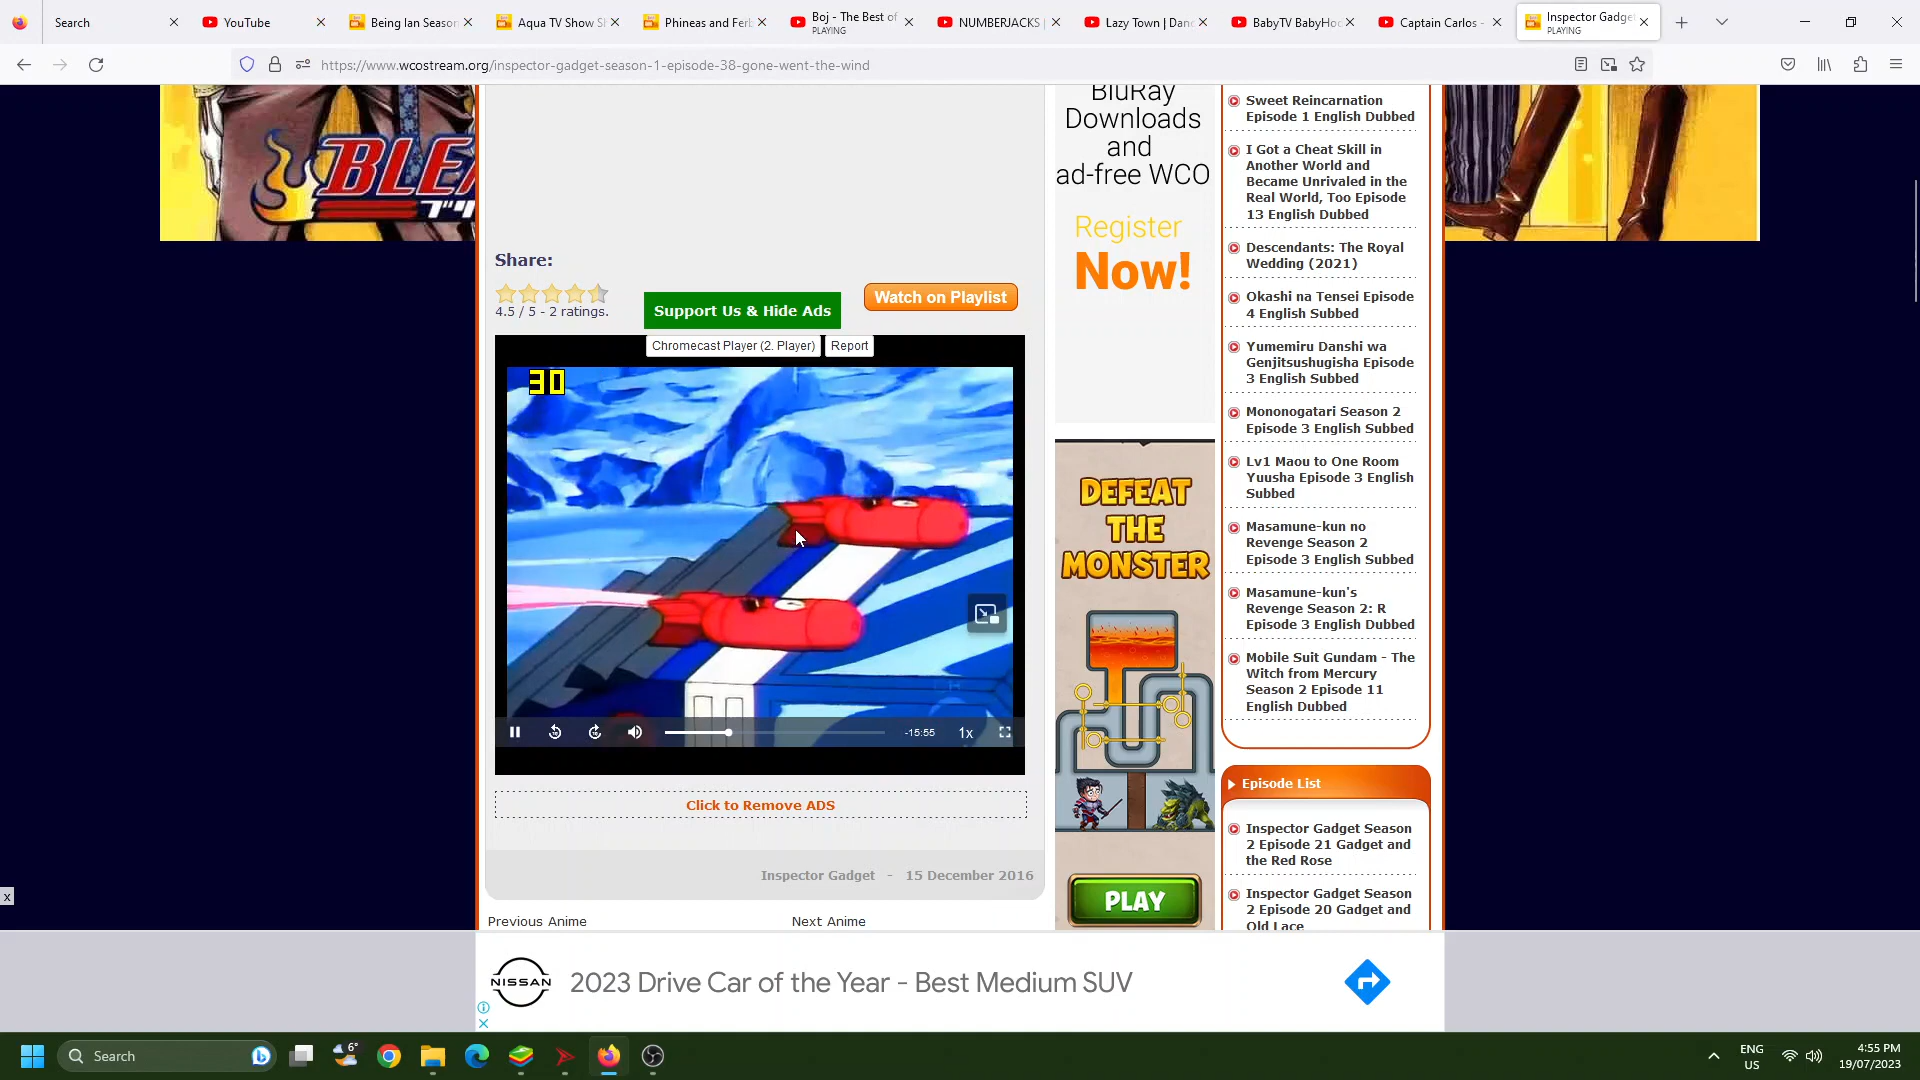 Search
YouTube
Being Ian Season
Aqua TV Show S
Phineas and Fer
Boj - The Best of
PLAYING
NUMBERJACKS |
Lazy Town | Dan
BabyTV BabyHo
Captain Carlos -
Inspector Gadge
PLAYING
https://www.wcostream.org/inspector-gadget-season-1-episode-38-gone-went-the-wind
BLEA
BluRay
Downloads
and
ad-free WCO
Register
Now!
Share:
4.5 / 5 - 2 ratings.
Support Us & Hide Ads
Watch on Playlist
Chromecast Player (2. Player)
Report
30
-15:55
1x
Click to Remove ADS
Inspector Gadget - 15 December 2016
Previous Anime
Next Anime
DEFEAT
THE
MONSTER
PLAY
Sweet Reincarnation
Episode 1 English Dubbed
I Got a Cheat Skill in
Another World and
Became Unrivaled in the
Real World, Too Episode
13 English Dubbed
Descendants: The Royal
Wedding (2021)
Okashi na Tensei Episode
4 English Subbed
Yumemiru Danshi wa
Genjitsushugisha Episode
3 English Subbed
Mononogatari Season 2
Episode 3 English Subbed
Lv1 Maou to One Room
Yuusha Episode 3 English
Subbed
Masamune-kun no
Revenge Season 2
Episode 3 English Subbed
Masamune-kun's
Revenge Season 2: R
Episode 3 English Dubbed
Mobile Suit Gundam - The
Witch from Mercury
Season 2 Episode 11
English Dubbed
Episode List
Inspector Gadget Season
2 Episode 21 Gadget and
the Red Rose
Inspector Gadget Season
2 Episode 20 Gadget and
Old Lace
x
NISSAN
2023 Drive Car of the Year - Best Medium SUV
Search
6°
ENG
US
4:55 PM
19/07/2023